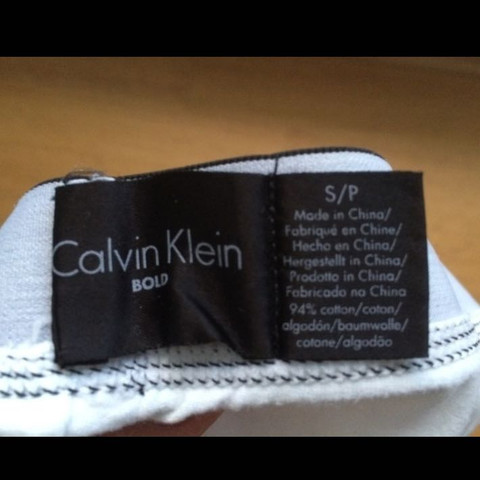 Calvin Klein
BOLD
S/P
Made in China/
Fabriqué en Chine/
Hecho en China/
Hergestellt in China/
Prodotto in China/
Fabricado na China
94% cotton/coton/
algodón/baumwolle/
cotone/algodão